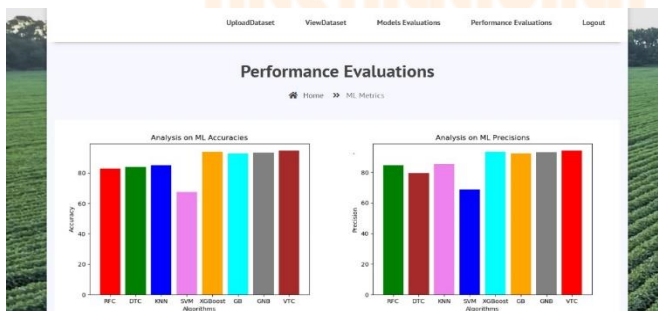 UploadDataset ViewDataset Models Evaluations Performance Evaluations Logout
Performance Evaluations
Home » ML Metrics
Analysis on ML Accuracies
Accuracy
80
60
40
20
0
RFC DTC KNN SVM XGBoost GB GNB VTC
Algorithms
Analysis on ML Precisions
Precision
80
60
40
20
0
RFC DTC KNN SVM XGBoost GB GNB VTC
Algorithms